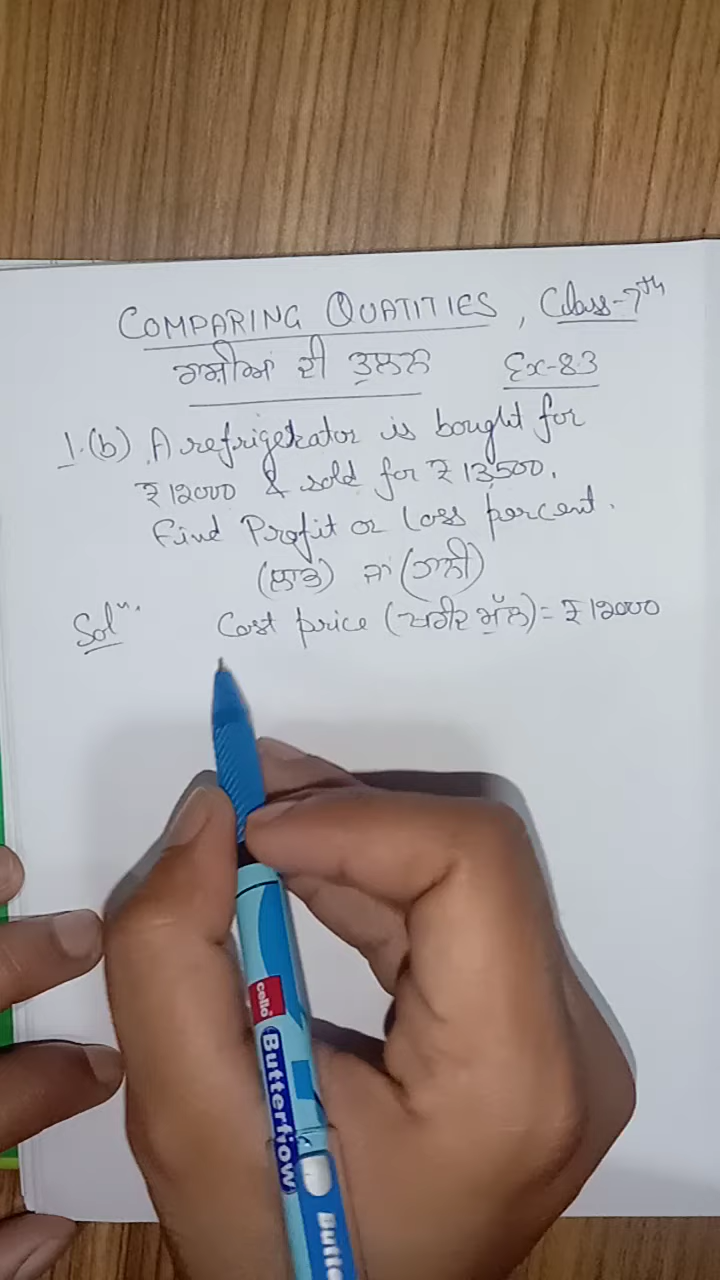 COMPARING QUATITIES, Class-7th
ਰਾਸ਼ੀਆਂ ਦੀ ਤੁਲਨਾ Ex-8.3
1.(b) A refrigerator is bought for
₹12000 & sold for ₹13,500.
Find Profit or loss percent.
(ਲਾਭ) ਜਾਂ (ਹਾਨੀ)
Solⁿ. Cost price (ਖਰੀਦ ਮੁੱਲ) = ₹12000
cello
Butterflow
Butte